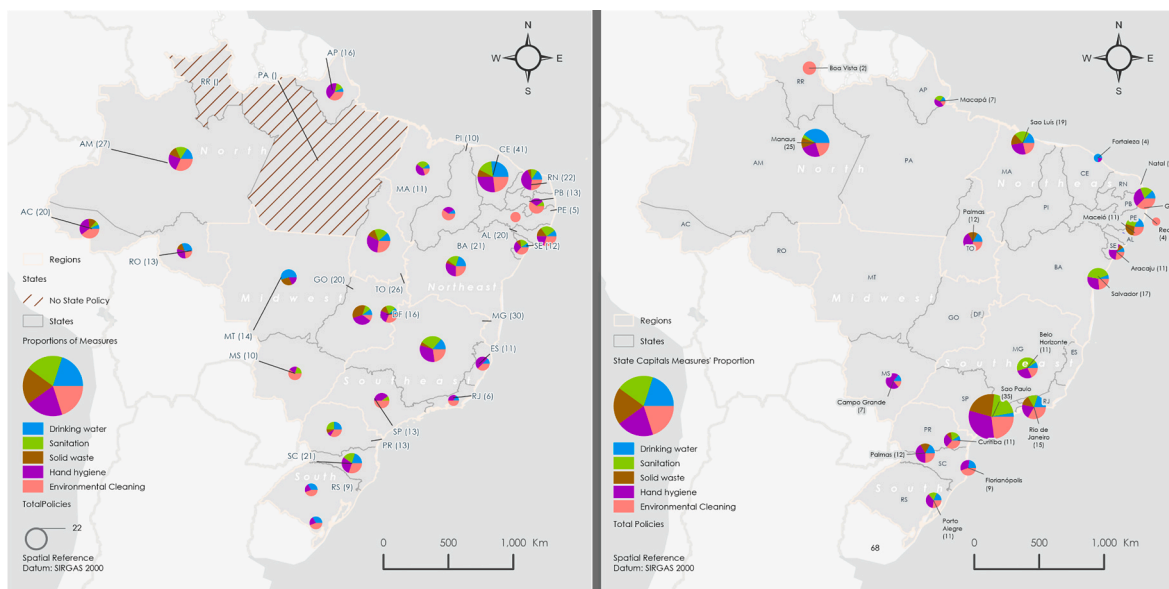 N
W
E
S
AP (16)
PA ()
RR ()
PI (10)
CE (41)
AM (27)
North
RN (22)
MA (11)
PB (13)
PE (5)
AC (20)
AL (20)
SE (12)
BA (21)
RO (13)
GO (20)
TO (26)
Northeast
Midwest
DF (16)
MG (30)
MT (14)
ES (11)
MS (10)
Southeast
RJ (6)
SP (13)
PR (13)
SC (21)
South
RS (9)
Regions
States
No State Policy
States
Proportions of Measures
Drinking water
Sanitation
Solid waste
Hand hygiene
Environmental Cleaning
TotalPolicies
22
Spatial Reference
Datum: SIRGAS 2000
0
500
1,000 Km
N
W
E
S
Boa Vista (2)
RR
AP
Macapá (7)
Sao Luis (19)
Manaus
(25)
Fortaleza (4)
AM
North
PA
MA
Northeast
CE
Natal
RN
PB
AC
PI
Palmas
(12)
Maceió (11)
PE
AL
(4)
RO
TO
SE
Aracaju (11)
MT
BA
Salvador (17)
Midwest
GO
DF
Belo
Horizonte
(11)
MG
ES
Southeast
MS
Campo Grande
(7)
Sao Paulo
(35)
SP
RJ
Rio de
Janeiro
(15)
PR
Curitiba (11)
Palmas (12)
SC
Florianópolis
(9)
South
RS
Porto
Alegre
(11)
68
Regions
States
State Capitals Measures' Proportion
Drinking water
Sanitation
Solid waste
Hand hygiene
Environmental Cleaning
Total Policies
Spatial Reference
Datum: SIRGAS 2000
0
500
1,000 Km